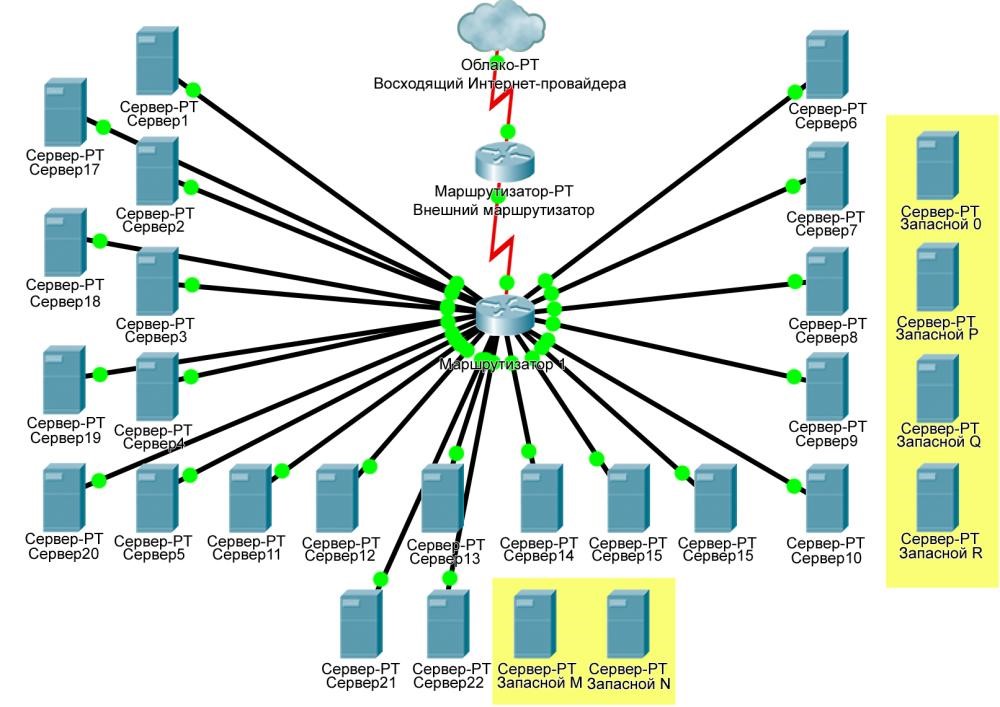 Облако-PT
Восходящий Интернет-провайдера
Сервер-PT
Сервер1
Сервер-PT
Сервер6
Сервер-PT
Сервер17
Маршрутизатор-PT
Внешний маршрутизатор
Сервер-PT
Сервер2
Сервер-PT
Сервер7
Сервер-PT
Запасной 0
Сервер-PT
Сервер18
Сервер-PT
Сервер3
Сервер-PT
Сервер8
Сервер-PT
Запасной P
Маршрутизатор 1
Сервер-PT
Сервер19
Сервер-PT
Сервер4
Сервер-PT
Сервер9
Сервер-PT
Запасной Q
Сервер-PT
Сервер20
Сервер-PT
Сервер5
Сервер-PT
Сервер11
Сервер-PT
Сервер12
Сервер-PT
Сервер13
Сервер-PT
Сервер14
Сервер-PT
Сервер15
Сервер-PT
Сервер15
Сервер-PT
Сервер10
Сервер-PT
Запасной R
Сервер-PT
Сервер21
Сервер-PT
Сервер22
Сервер-PT
Запасной M
Сервер-PT
Запасной N